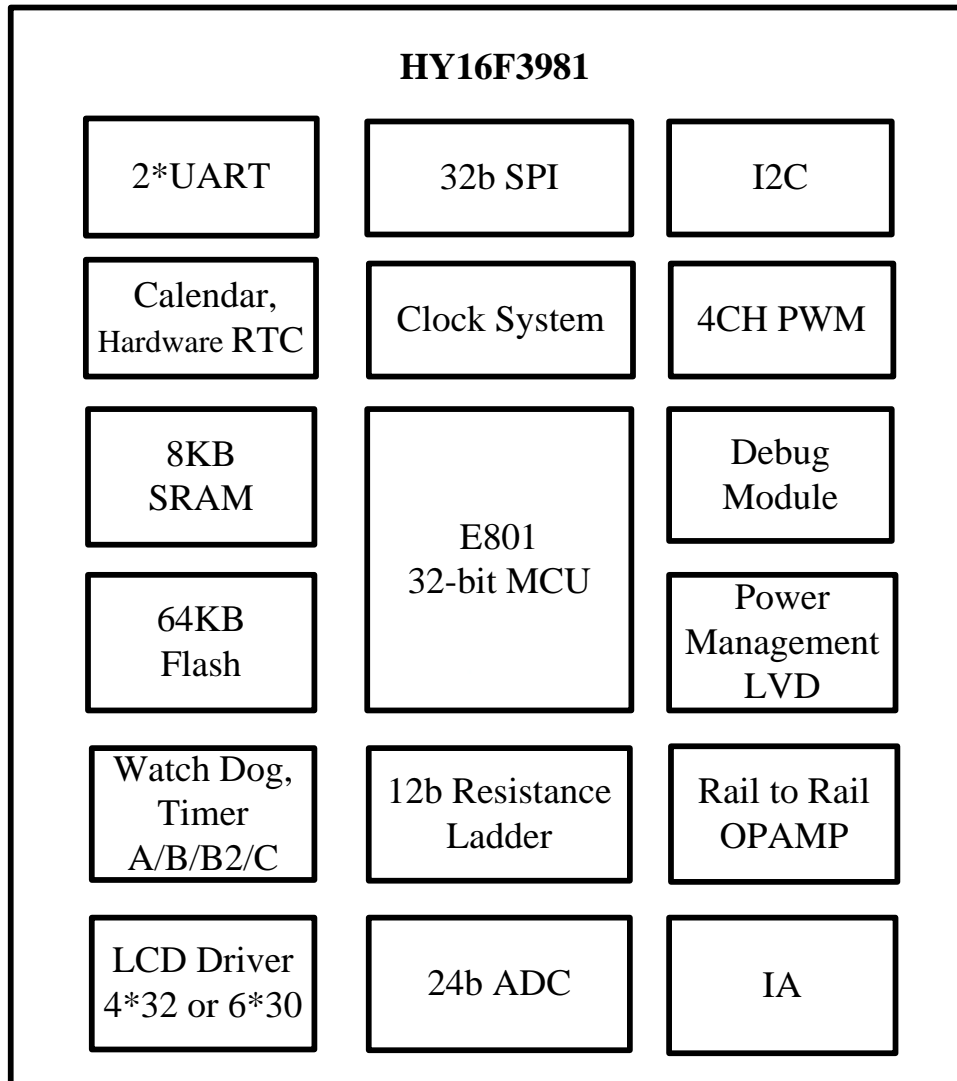 HY16F3981
2*UART
32b SPI
I2C
Calendar,
Hardware RTC
Clock System
4CH PWM
8KB
SRAM
E801
32-bit MCU
Debug
Module
64KB
Flash
Power
Management
LVD
Watch Dog,
Timer
A/B/B2/C
12b Resistance
Ladder
Rail to Rail
OPAMP
LCD Driver
4*32 or 6*30
24b ADC
IA